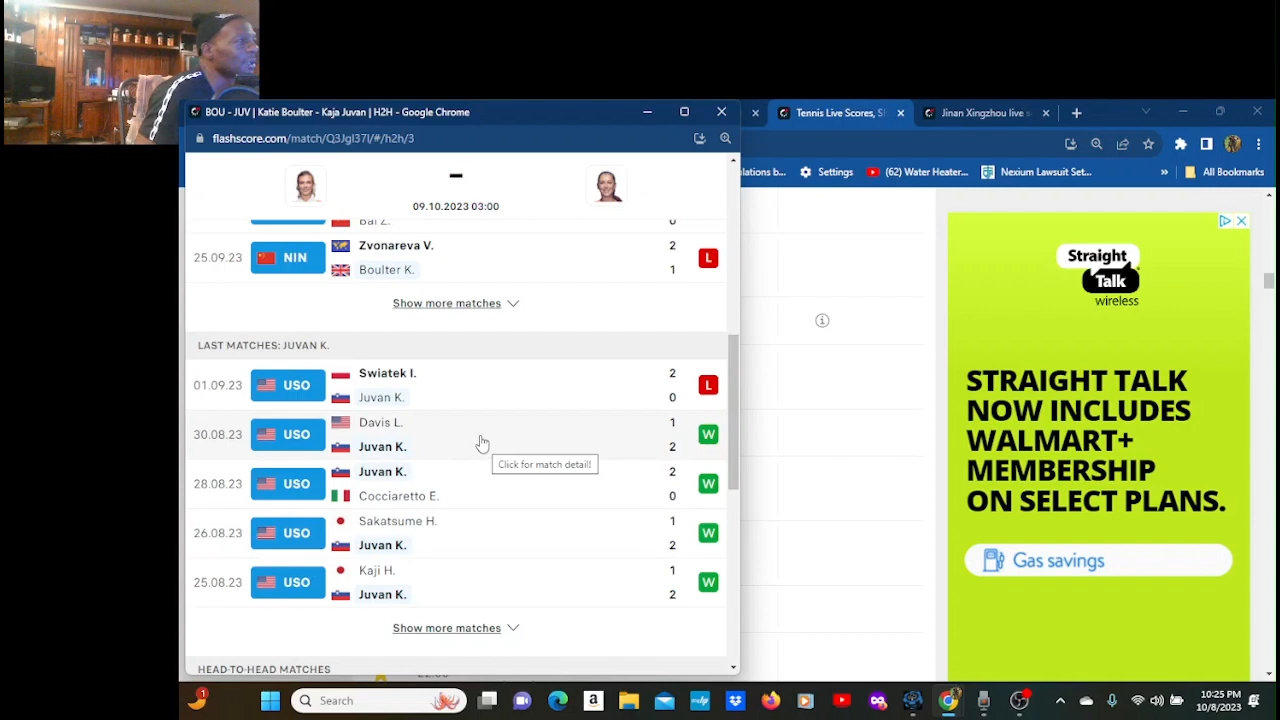 BOU - JUV | Katie Boulter - Kaja Juvan | H2H - Google Chrome
Tennis Live Scores, S
Jinan Xingzhou live s
flashscore.com/match/Q3JgI37l/#/h2h/3
ulations b...
Settings
(62) Water Heater...
Nexium Lawsuit Set...
»
All Bookmarks
-
09.10.2023 03:00
Bai Z.
0
25.09.23
NIN
Zvonareva V.
2
Boulter K.
1
L
Show more matches
LAST MATCHES: JUVAN K.
01.09.23
USO
Swiatek I.
2
Juvan K.
0
L
30.08.23
USO
Davis L.
1
Juvan K.
2
W
Click for match detail!
28.08.23
USO
Juvan K.
2
Cocciaretto E.
0
W
26.08.23
USO
Sakatsume H.
1
Juvan K.
2
W
25.08.23
USO
Kaji H.
1
Juvan K.
2
W
Show more matches
HEAD-TO-HEAD MATCHES
Straight
Talk
wireless
STRAIGHT TALK
NOW INCLUDES
WALMART+
MEMBERSHIP
ON SELECT PLANS.
Gas savings
1
Search
10:25 PM
10/8/2023